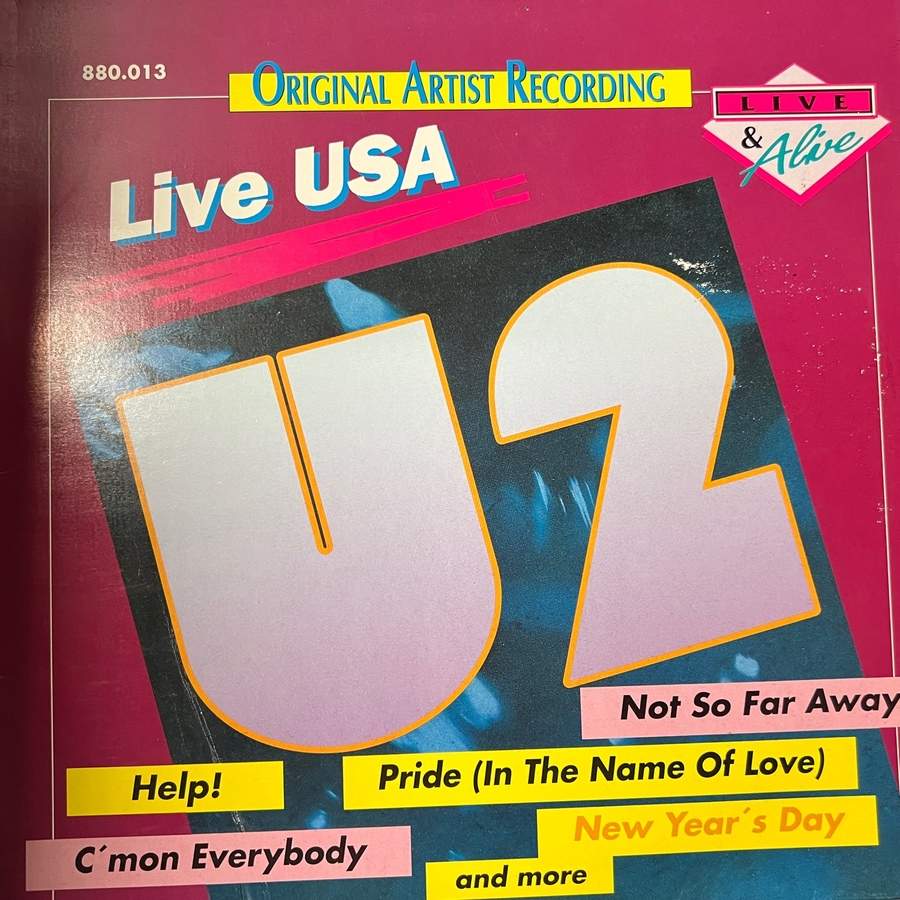 880.013
ORIGINAL ARTIST RECORDING
LIVE
& Alive
Live USA
U2
Not So Far Away
Pride (In The Name Of Love)
Help!
New Year´s Day
C´mon Everybody
and more